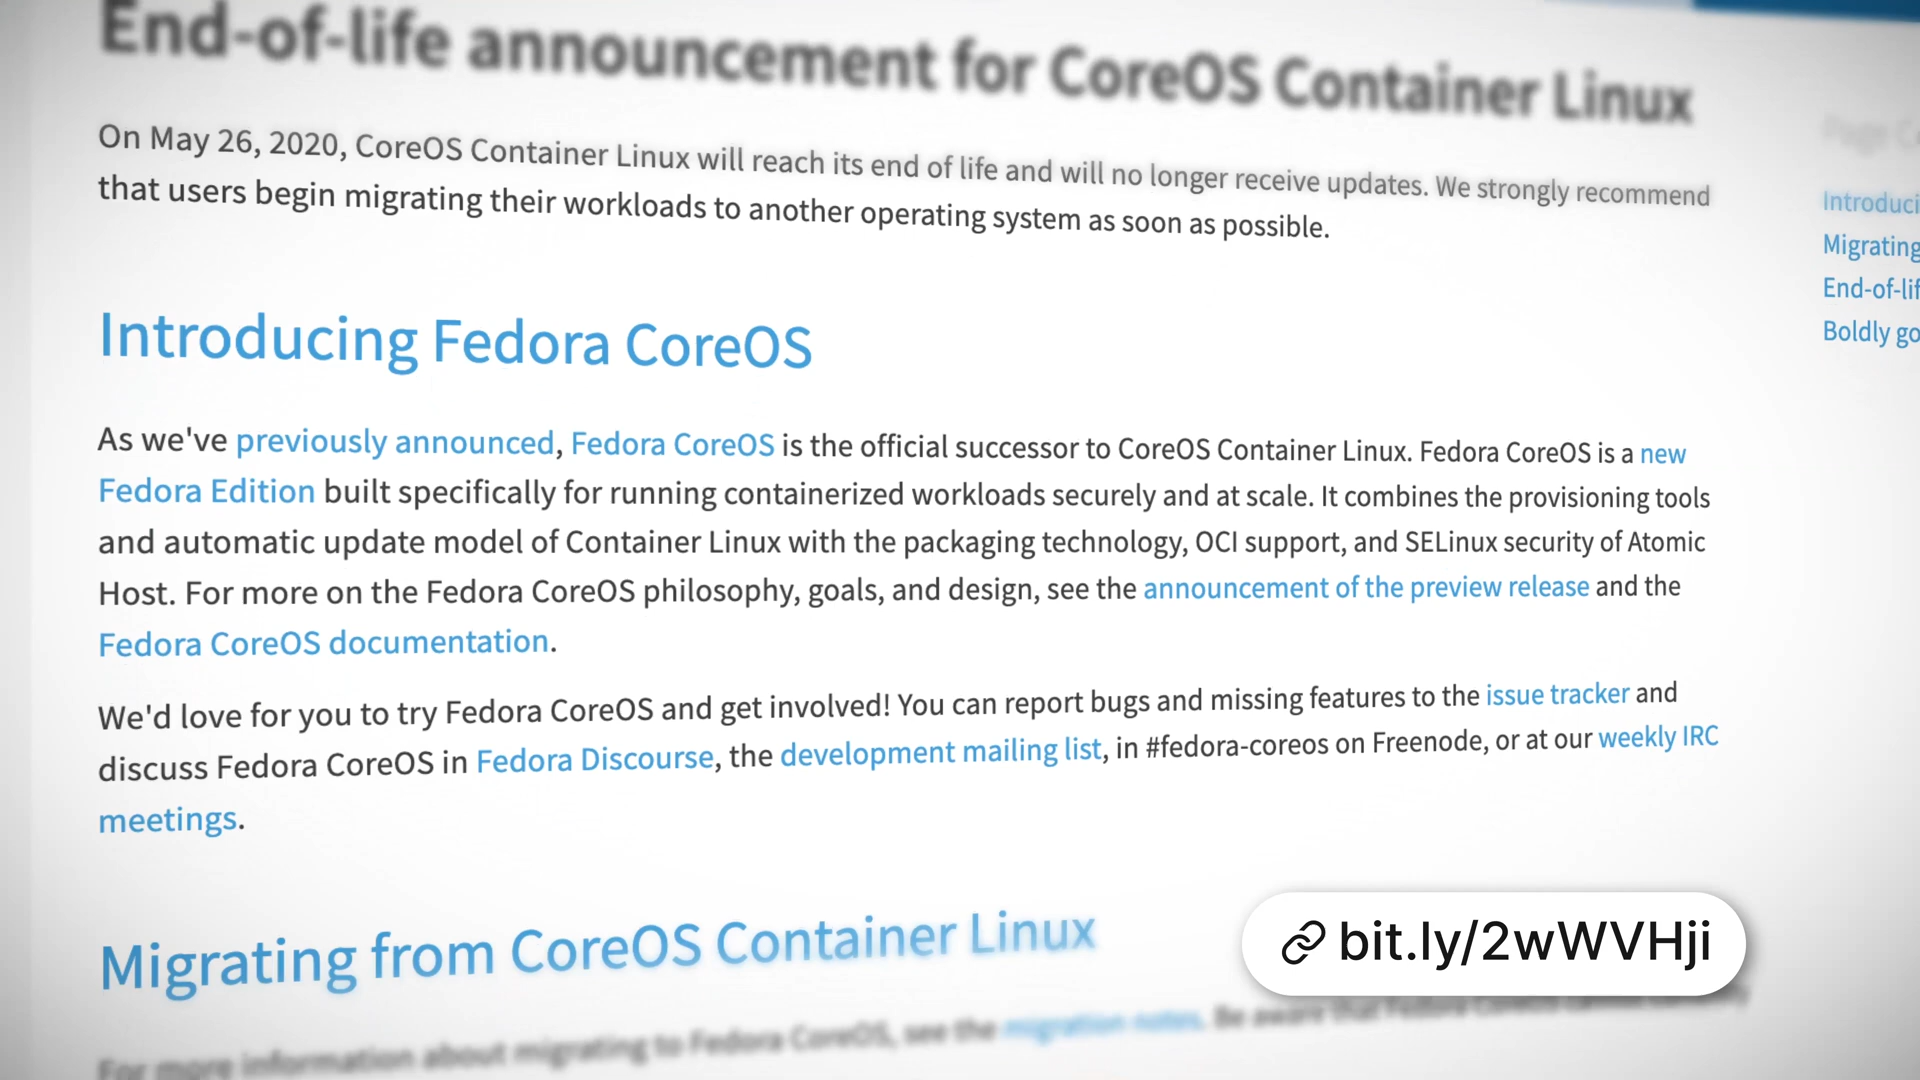 End-of-life announcement for CoreOS Container Linux
On May 26, 2020, CoreOS Container Linux will reach its end of life and will no longer receive updates. We strongly recommend
that users begin migrating their workloads to another operating system as soon as possible.
Page
Introduci
Migrating
End-of-lif
Boldly go
Introducing Fedora CoreOS
As we've previously announced, Fedora CoreOS is the official successor to CoreOS Container Linux. Fedora CoreOS is a new
Fedora Edition built specifically for running containerized workloads securely and at scale. It combines the provisioning tools
and automatic update model of Container Linux with the packaging technology, OCI support, and SELinux security of Atomic
Host. For more on the Fedora CoreOS philosophy, goals, and design, see the announcement of the preview release and the
Fedora CoreOS documentation.
We'd love for you to try Fedora CoreOS and get involved! You can report bugs and missing features to the issue tracker and
discuss Fedora CoreOS in Fedora Discourse, the development mailing list, in #fedora-coreos on Freenode, or at our weekly IRC
meetings.
Migrating from CoreOS Container Linux
bit.ly/2wWVHji
For more information about migrating to Fedora CoreOS, see the migration notes. Be aware that Fedora CoreOS